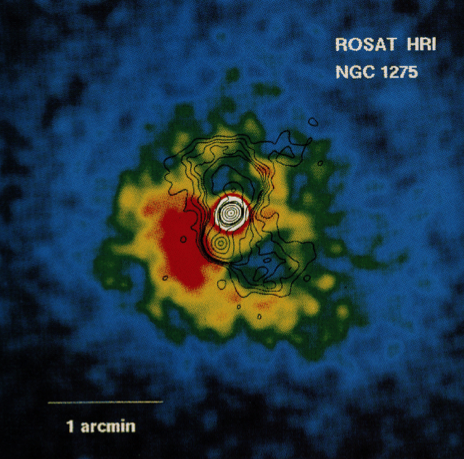 ROSAT HRI
NGC 1275
1 arcmin